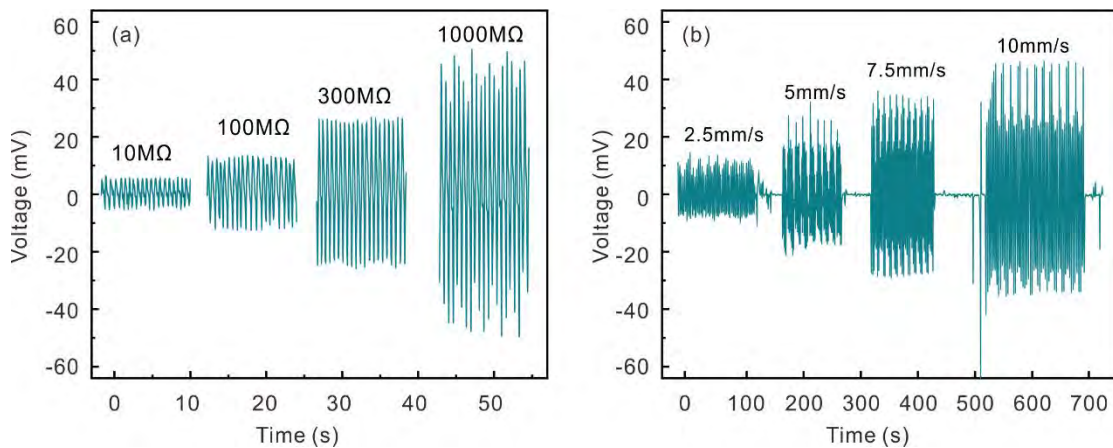 (a)
1000MΩ
300MΩ
100MΩ
10MΩ
Voltage (mV)
60
40
20
0
-20
-40
-60
0 10 20 30 40 50
Time (s)
(b)
10mm/s
7.5mm/s
5mm/s
2.5mm/s
Voltage (mV)
60
40
20
0
-20
-40
-60
0 100 200 300 400 500 600 700
Time (s)